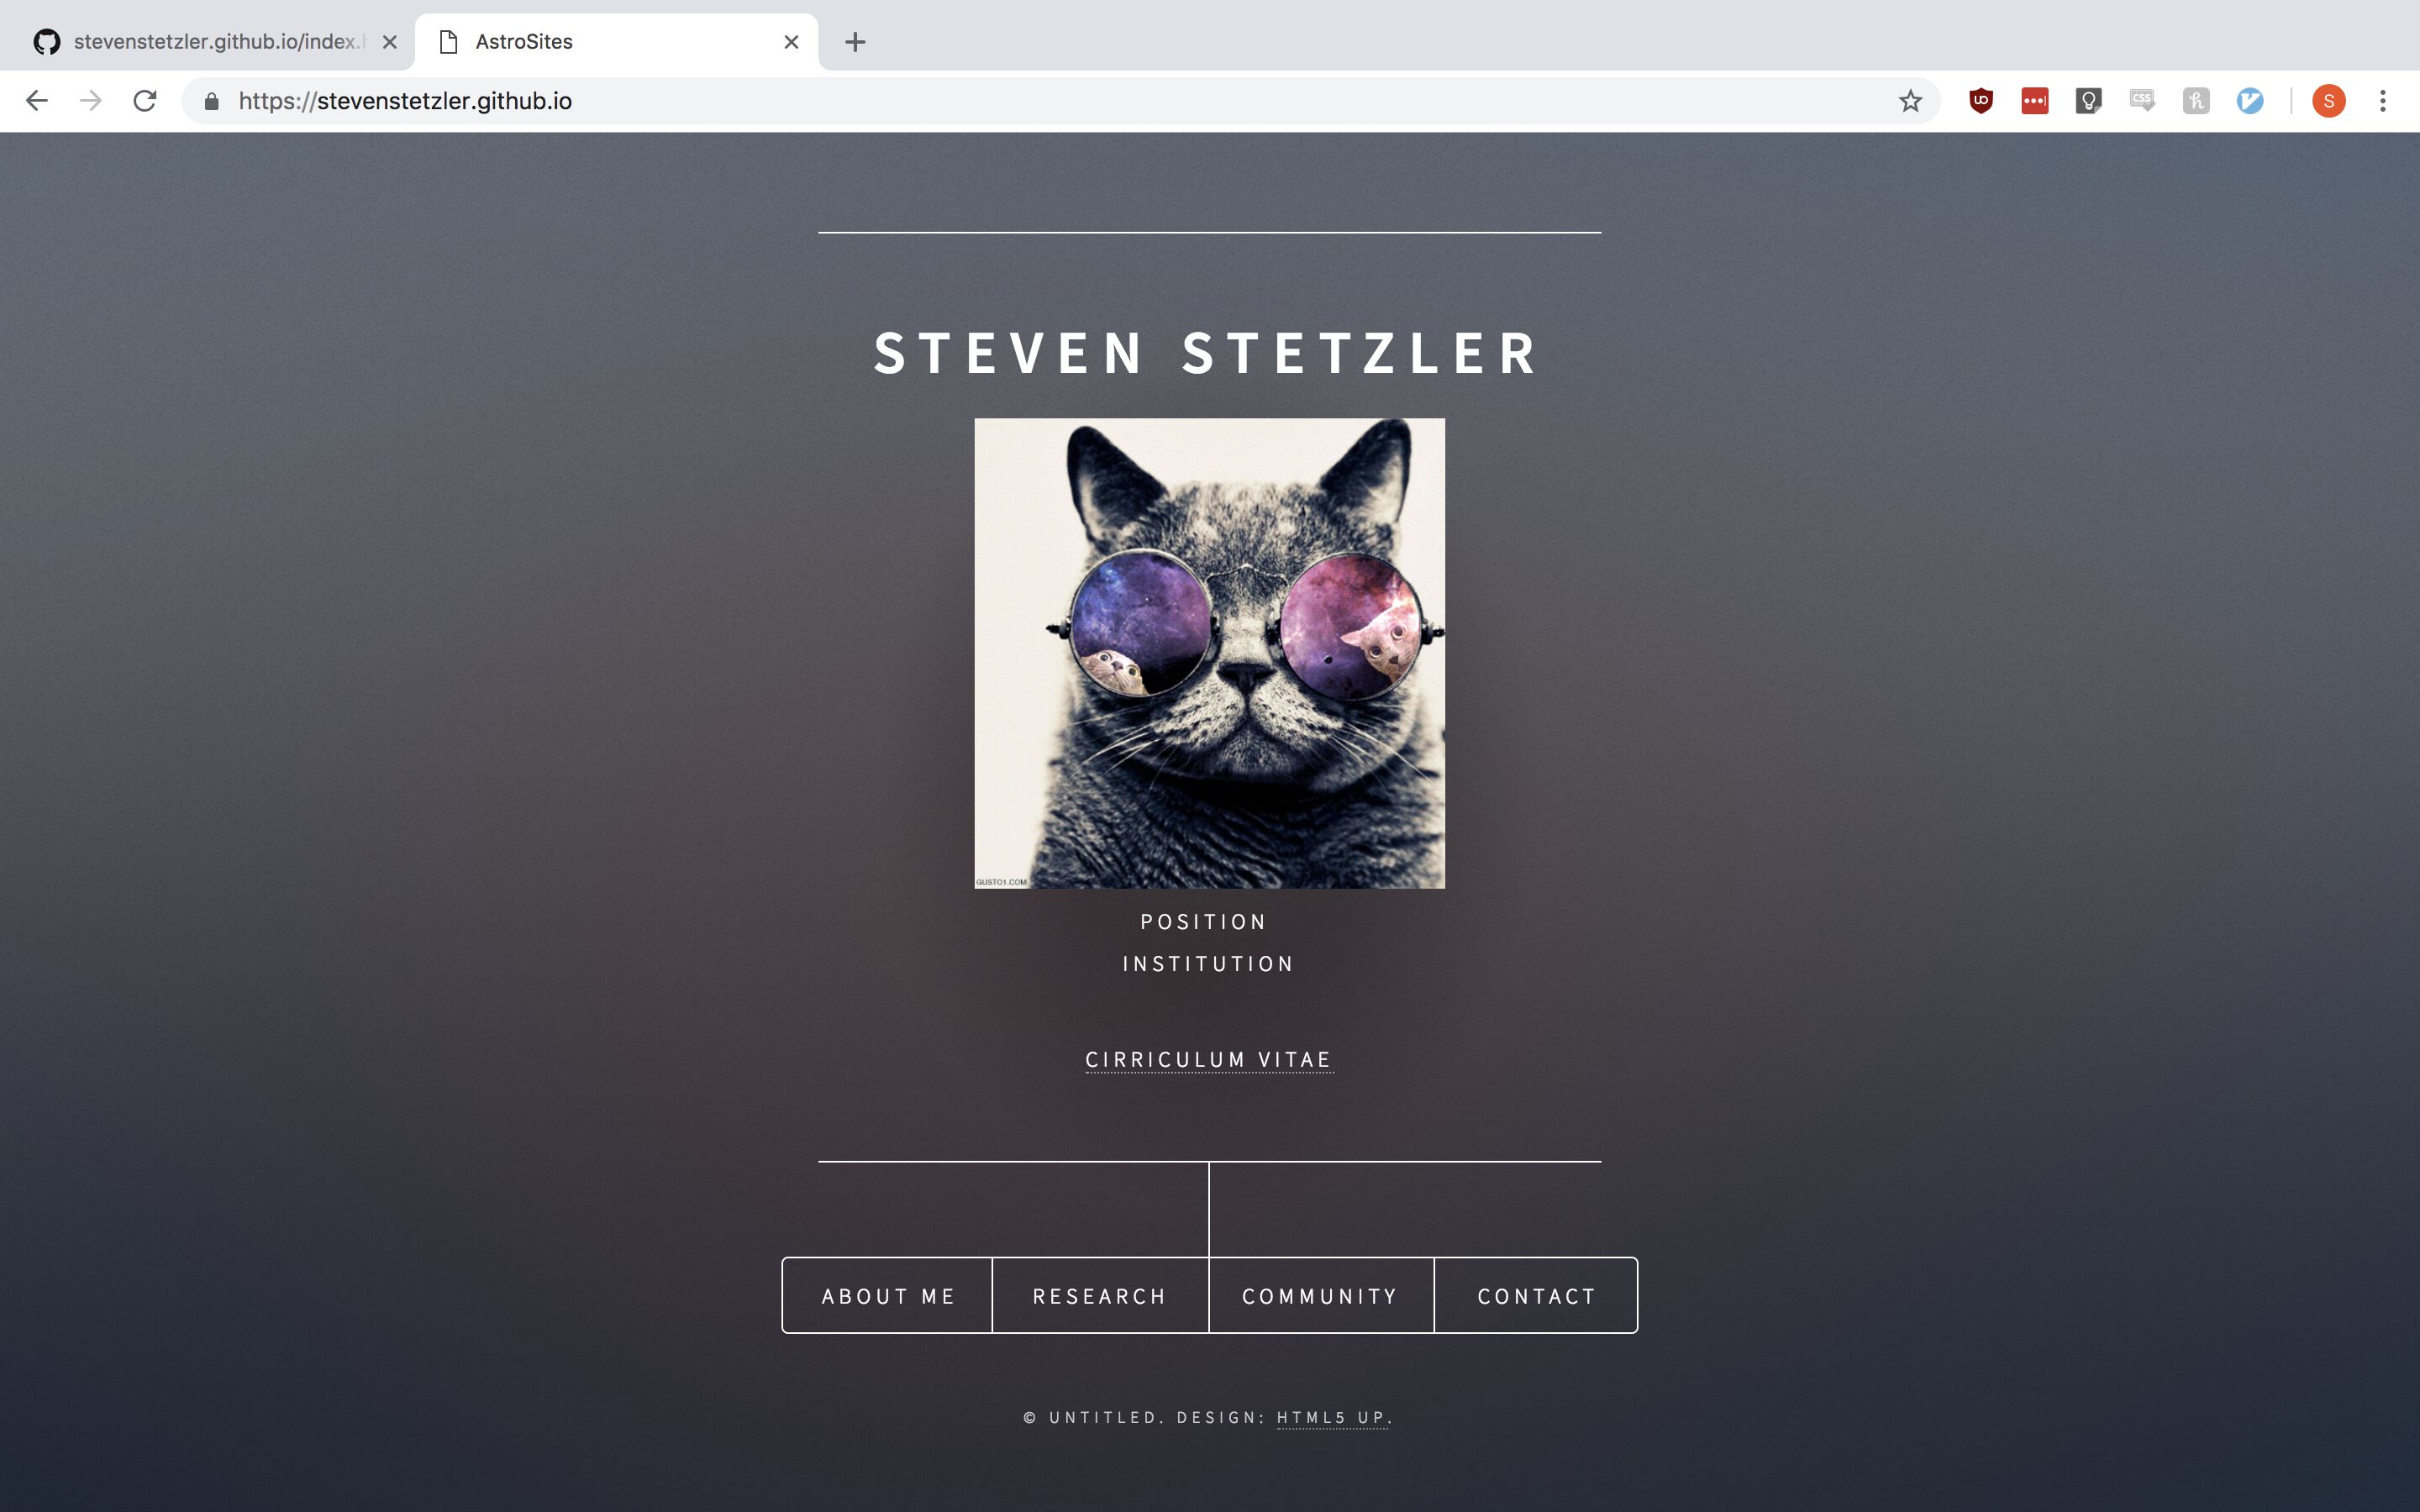 stevenstetzler.github.io/index.h
AstroSites
https://stevenstetzler.github.io
S
STEVEN STETZLER
GUSTO1.COM
POSITION
INSTITUTION
CIRRICULUM VITAE
ABOUT ME
RESEARCH
COMMUNITY
CONTACT
© UNTITLED. DESIGN: HTML5 UP.